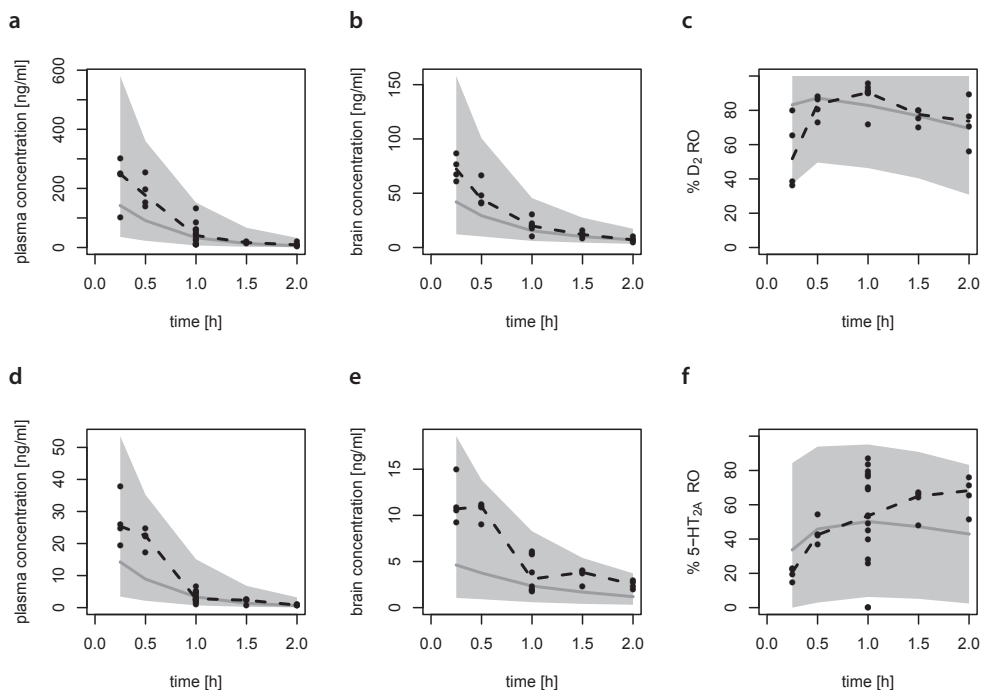 a
b
c
plasma concentration [ng/ml]
600
400
200
0
0.0 0.5 1.0 1.5 2.0
time [h]
brain concentration [ng/ml]
150
100
50
0
0.0 0.5 1.0 1.5 2.0
time [h]
% D2 RO
80
60
40
20
0
0.0 0.5 1.0 1.5 2.0
time [h]
d
e
f
plasma concentration [ng/ml]
50
40
30
20
10
0
0.0 0.5 1.0 1.5 2.0
time [h]
brain concentration [ng/ml]
15
10
5
0
0.0 0.5 1.0 1.5 2.0
time [h]
% 5−HT2A RO
80
60
40
20
0
0.0 0.5 1.0 1.5 2.0
time [h]